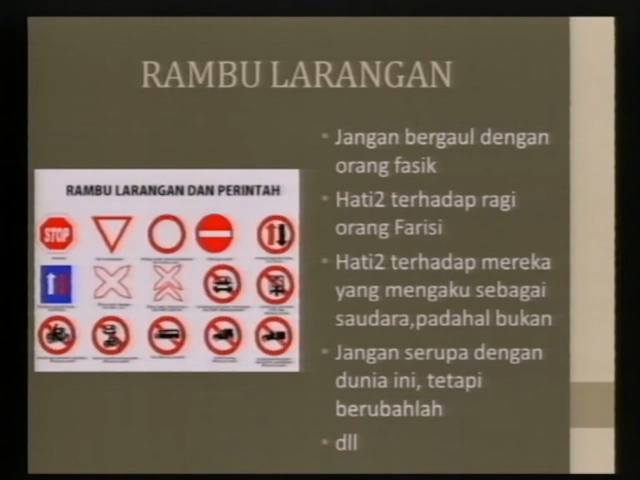 RAMBU LARANGAN
• Jangan bergaul dengan
orang fasik
• Hati2 terhadap ragi
orang Farisi
• Hati2 terhadap mereka
yang mengaku sebagai
saudara,padahal bukan
• Jangan serupa dengan
dunia ini, tetapi
berubahlah
• dll
RAMBU LARANGAN DAN PERINTAH
STOP